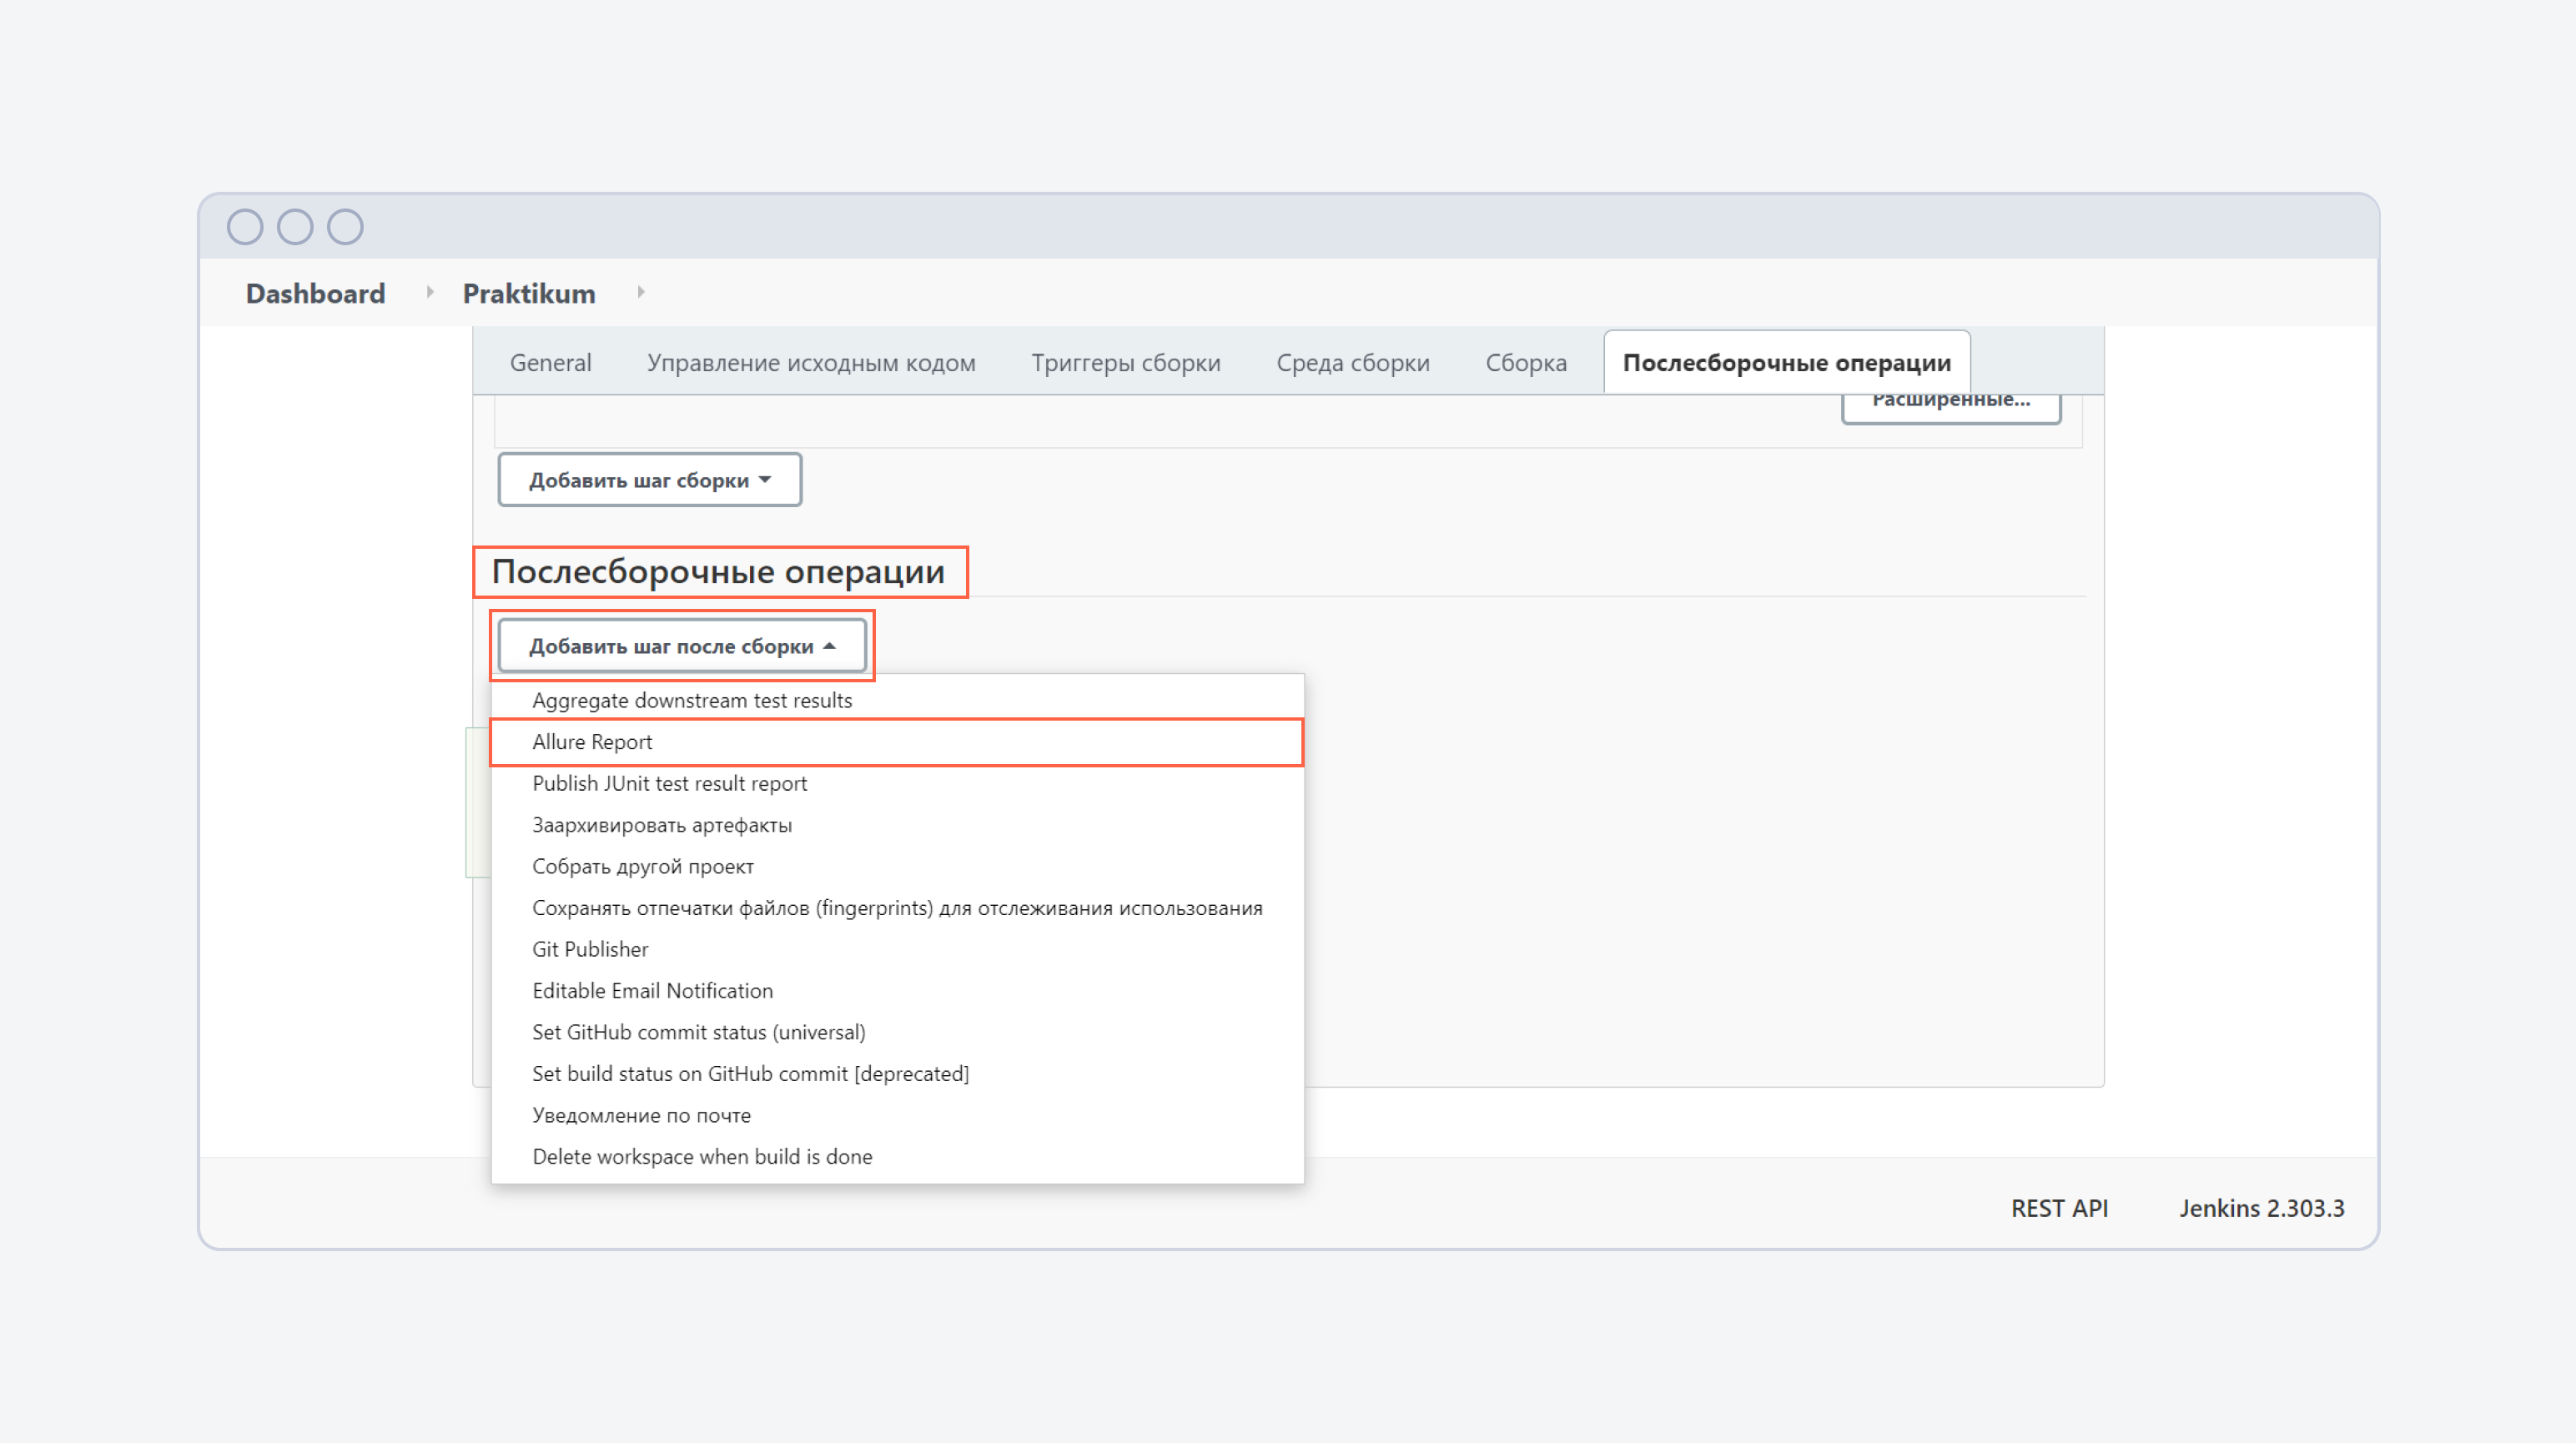 Dashboard Praktikum
General Управление исходным кодом Триггеры сборки Среда сборки Сборка Послесборочные операции
Расширенные...
Добавить шаг сборки
Послесборочные операции
Добавить шаг после сборки
Aggregate downstream test results
Allure Report
Publish JUnit test result report
Заархивировать артефакты
Собрать другой проект
Сохранять отпечатки файлов (fingerprints) для отслеживания использования
Git Publisher
Editable Email Notification
Set GitHub commit status (universal)
Set build status on GitHub commit [deprecated]
Уведомление по почте
Delete workspace when build is done
REST API Jenkins 2.303.3